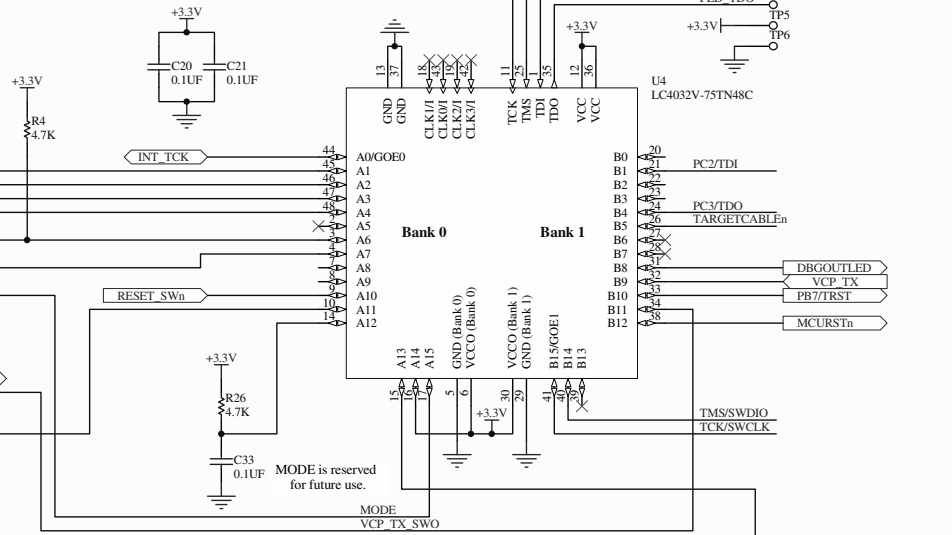 +3.3V
C20
0.1UF
C21
0.1UF
+3.3V
R4
4.7K
+3.3V
TP5
+3.3V
TP6
U4
LC4032V-75TN48C
13
37
18
43
19
42
11
25
1
35
12
36
GND
GND
CLK1/I
CLK0/I
CLK2/I
CLK3/I
TCK
TMS
TDI
TDO
VCC
VCC
INT_TCK
44
A0/GOE0
45
A1
46
A2
47
A3
48
A4
2
A5
3
A6
4
A7
7
A8
8
A9
RESET_SWn
9
A10
10
A11
14
A12
Bank 0
Bank 1
B0
20
B1
21
PC2/TDI
B2
22
B3
23
B4
24
PC3/TDO
B5
26
TARGETCABLEn
B6
27
B7
28
B8
31
DBGOUTLED
B9
32
VCP_TX
B10
33
PB7/TRST
B11
34
B12
38
MCURSTn
A13
A14
A15
GND (Bank 0)
VCCO (Bank 0)
VCCO (Bank 1)
GND (Bank 1)
B15/GOE1
B14
B13
15
16
17
5
6
30
29
41
40
39
+3.3V
R26
4.7K
C33
0.1UF
+3.3V
TMS/SWDIO
TCK/SWCLK
MODE is reserved
for future use.
MODE
VCP_TX_SWO